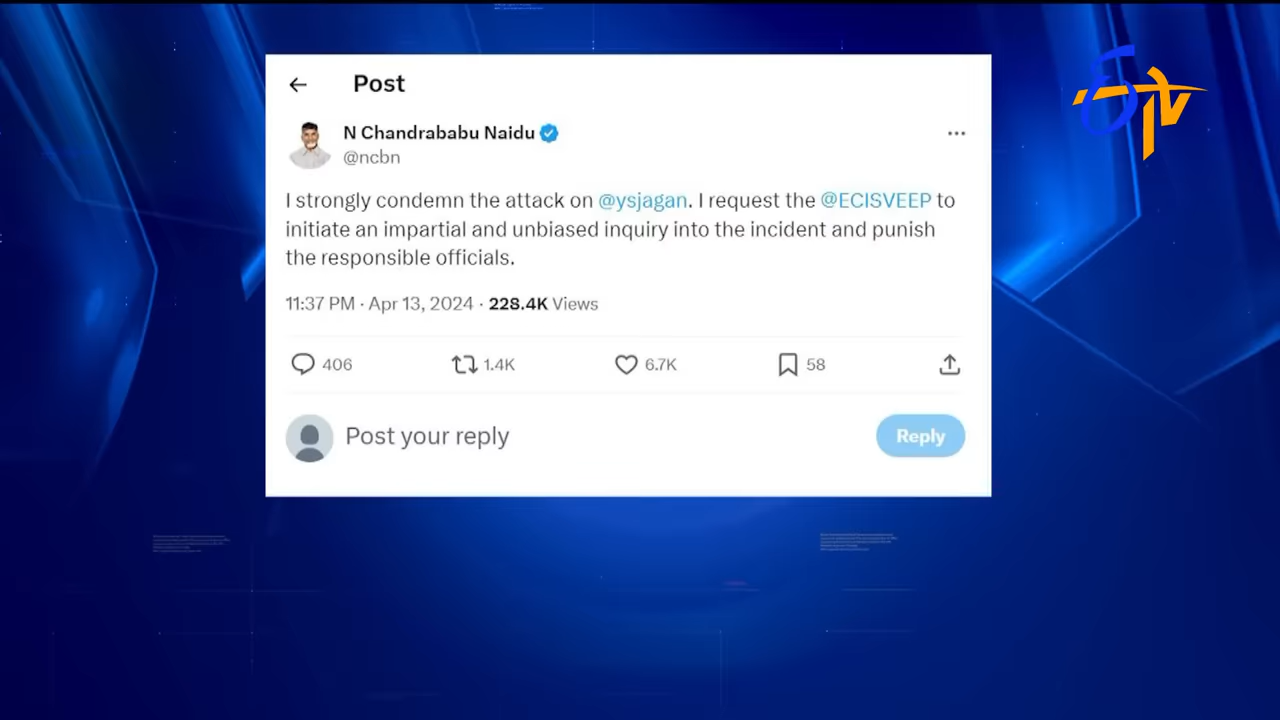 Post
N Chandrababu Naidu
@ncbn
I strongly condemn the attack on @ysjagan. I request the @ECISVEEP to
initiate an impartial and unbiased inquiry into the incident and punish
the responsible officials.
11:37 PM · Apr 13, 2024 · 228.4K Views
406 1.4K 6.7K 58
Post your reply
Reply
ETV